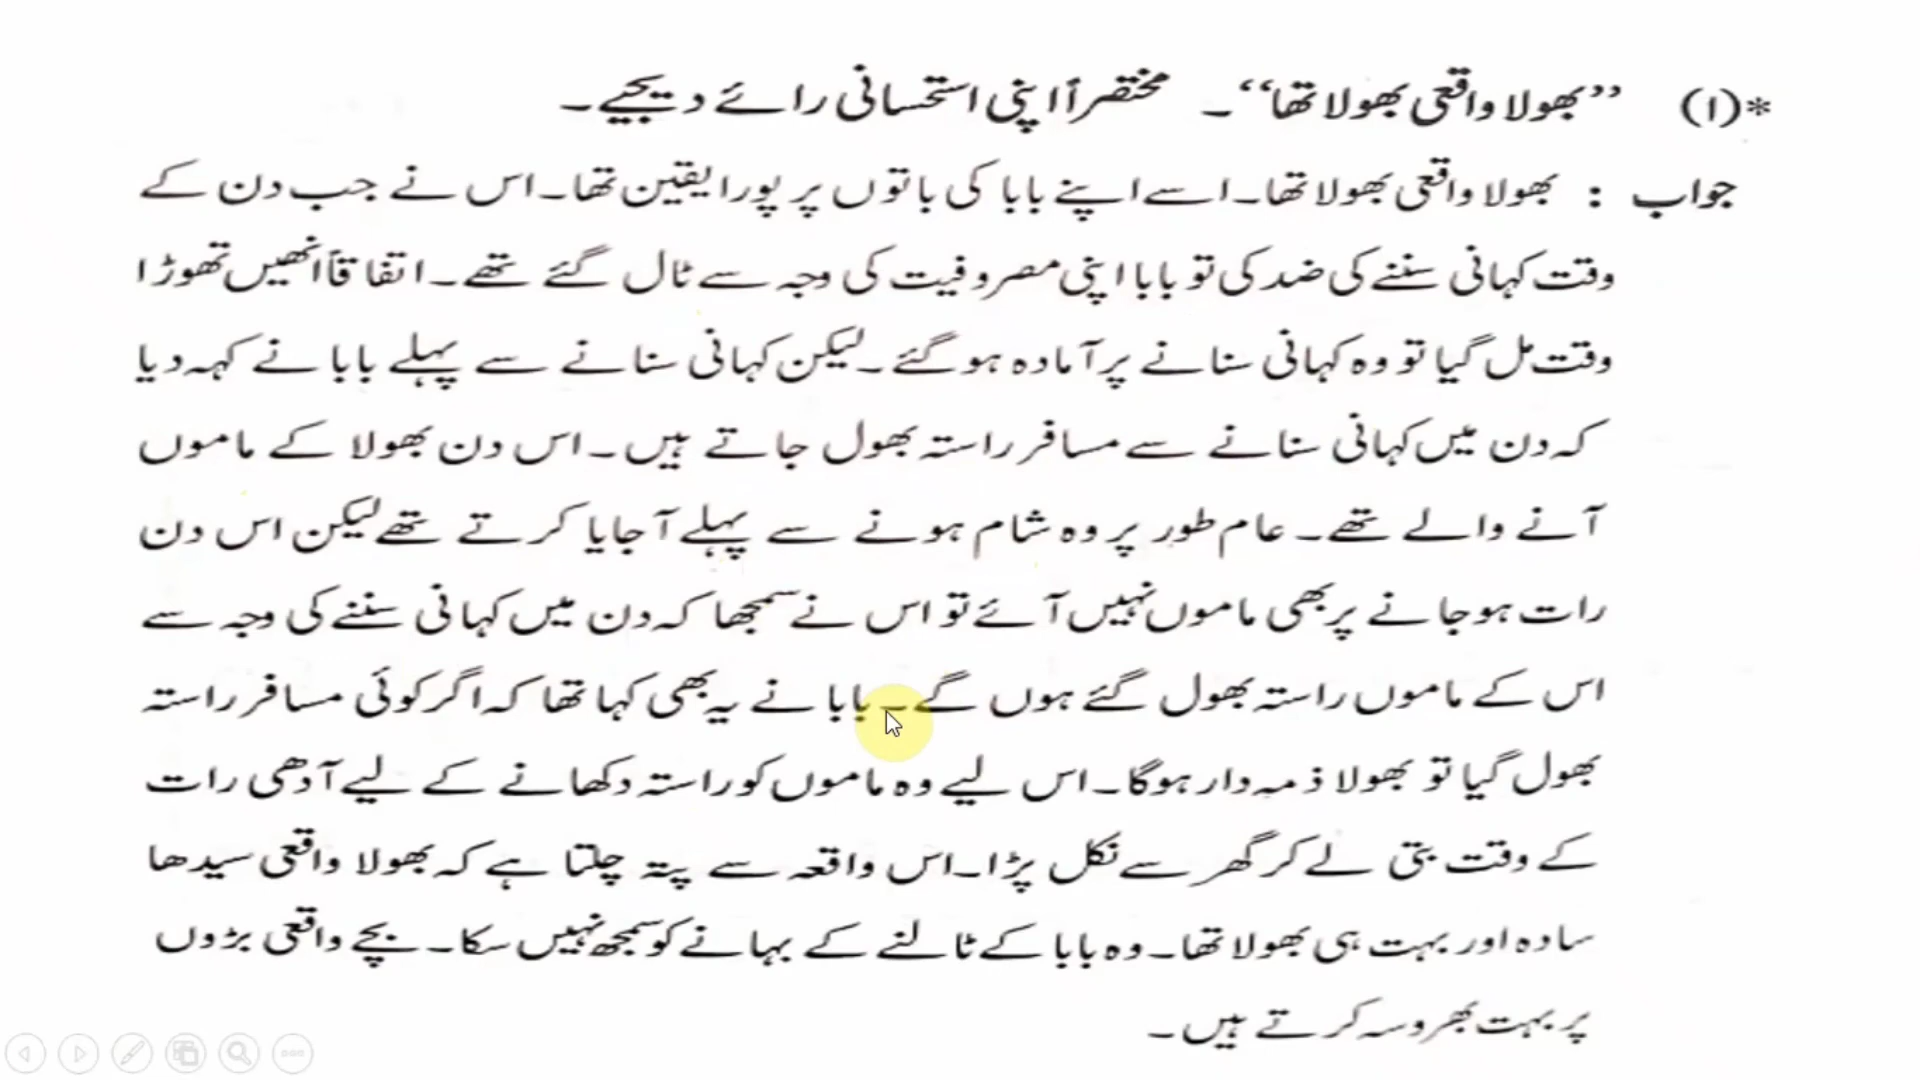 *(۱) ”بھولا واقعی بھولا تھا“۔ مختصراً اپنی استحسانی رائے دیجیے۔
جواب : بھولا واقعی بھولا تھا۔ اسے اپنے بابا کی باتوں پر پورا یقین تھا۔ اس نے جب دن کے
وقت کہانی سننے کی ضد کی تو بابا اپنی مصروفیت کی وجہ سے ٹال گئے تھے۔ اتفاقاً انھیں تھوڑا
وقت مل گیا تو وہ کہانی سنانے پر آمادہ ہوگئے۔ لیکن کہانی سنانے سے پہلے بابا نے کہہ دیا
کہ دن میں کہانی سنانے سے مسافر راستہ بھول جاتے ہیں۔ اس دن بھولا کے ماموں
آنے والے تھے۔ عام طور پر وہ شام ہونے سے پہلے آجایا کرتے تھے لیکن اس دن
رات ہوجانے پر بھی ماموں نہیں آئے تو اس نے سمجھا کہ دن میں کہانی سننے کی وجہ سے
اس کے ماموں راستہ بھول گئے ہوں گے۔ بابا نے یہ بھی کہا تھا کہ اگر کوئی مسافر راستہ
بھول گیا تو بھولا ذمہ دار ہوگا۔ اس لیے وہ ماموں کو راستہ دکھانے کے لیے آدھی رات
کے وقت بتی لے کر گھر سے نکل پڑا۔ اس واقعہ سے پتہ چلتا ہے کہ بھولا واقعی سیدھا
سادہ اور بہت ہی بھولا تھا۔ وہ بابا کے ٹالنے کے بہانے کو سمجھ نہیں سکا۔ بچے واقعی بڑوں
پر بہت بھروسہ کرتے ہیں۔